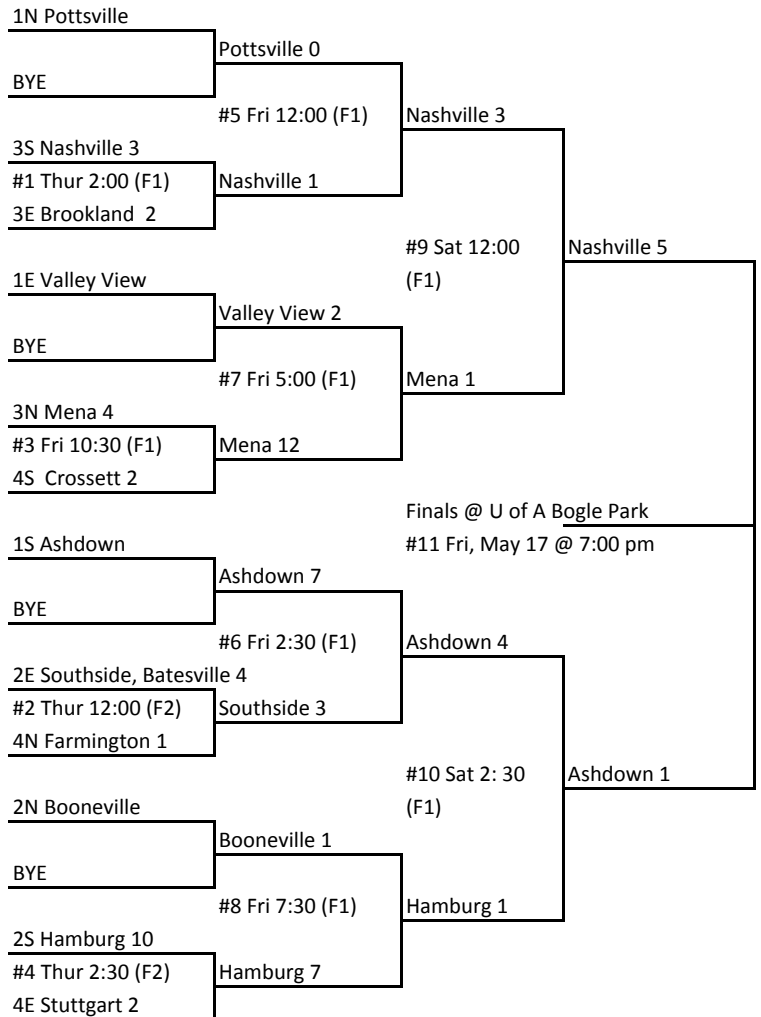 1N Pottsville
Pottsville 0
BYE
#5 Fri 12:00 (F1)
Nashville 3
3S Nashville 3
#1 Thur 2:00 (F1)
Nashville 1
3E Brookland 2
#9 Sat 12:00
(F1)
Nashville 5
1E Valley View
Valley View 2
BYE
#7 Fri 5:00 (F1)
Mena 1
3N Mena 4
#3 Fri 10:30 (F1)
Mena 12
4S Crossett 2
Finals @ U of A Bogle Park
#11 Fri, May 17 @ 7:00 pm
1S Ashdown
Ashdown 7
BYE
#6 Fri 2:30 (F1)
Ashdown 4
2E Southside, Batesville 4
#2 Thur 12:00 (F2)
Southside 3
4N Farmington 1
#10 Sat 2: 30
(F1)
Ashdown 1
2N Booneville
Booneville 1
BYE
#8 Fri 7:30 (F1)
Hamburg 1
2S Hamburg 10
#4 Thur 2:30 (F2)
Hamburg 7
4E Stuttgart 2